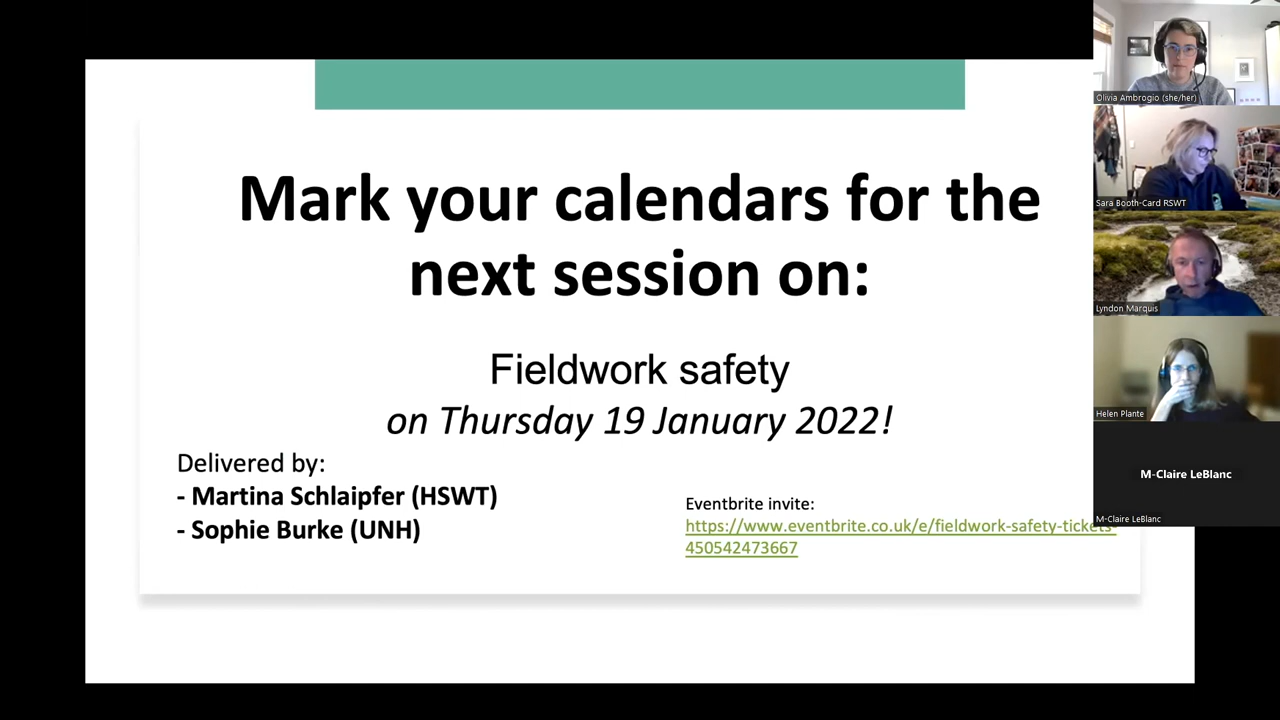 Mark your calendars for the
next session on:
Fieldwork safety
on Thursday 19 January 2022!
Delivered by:
- Martina Schlaipfer (HSWT)
- Sophie Burke (UNH)
Eventbrite invite:
https://www.eventbrite.co.uk/e/fieldwork-safety-tickets-
450542473667
Olivia Ambrogio (she/her)
Sara Booth-Card RSWT
Lyndon Marquis
Helen Plante
M-Claire LeBlanc
M-Claire LeBlanc